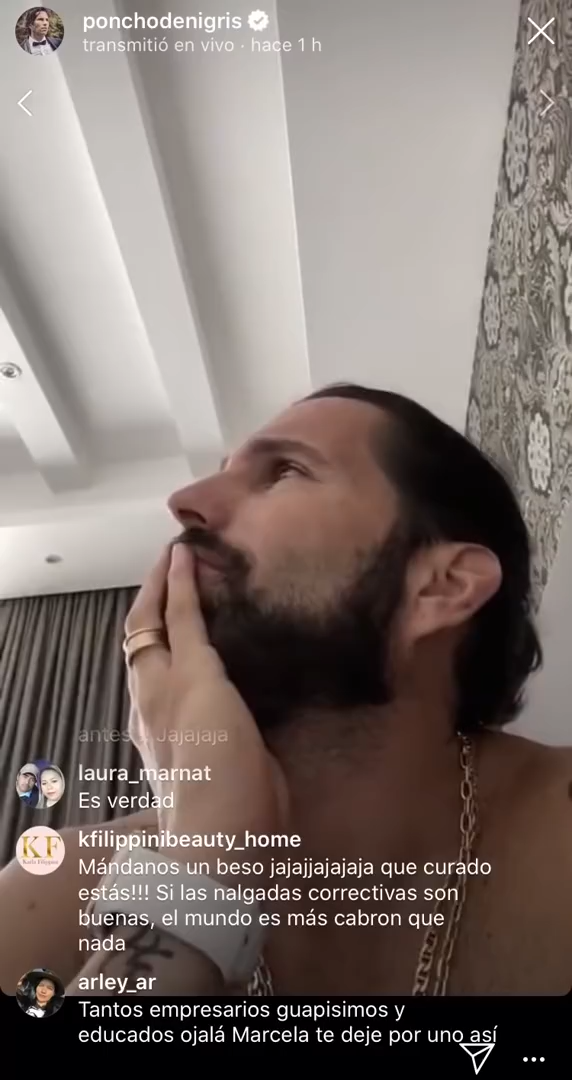 ponchodenigris
transmitió en vivo · hace 1 h
antes Jajajaja
laura_marnat
Es verdad
KF
kfilippinibeauty_home
Mándanos un beso jajajjajajaja que curado
estás!!! Si las nalgadas correctivas son
buenas, el mundo es más cabron que
nada
arley_ar
Tantos empresarios guapisimos y
educados ojalá Marcela te deje por uno así